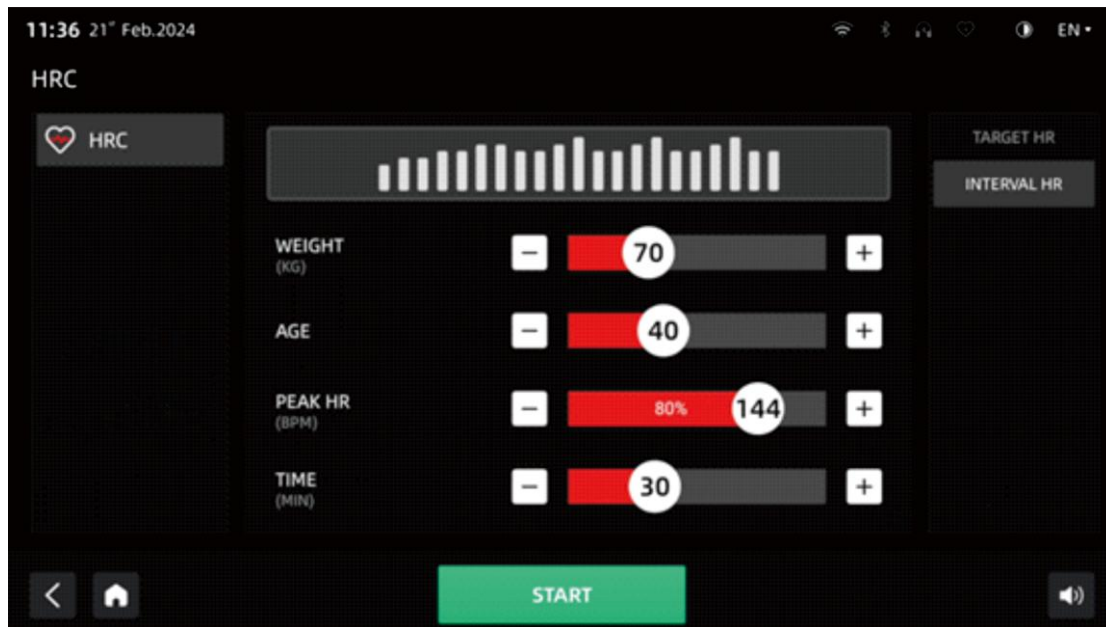 11:36 21st Feb.2024
EN
HRC
HRC
TARGET HR
INTERVAL HR
WEIGHT
(KG)
70
AGE
40
PEAK HR
(BPM)
80%
144
TIME
(MIN)
30
START